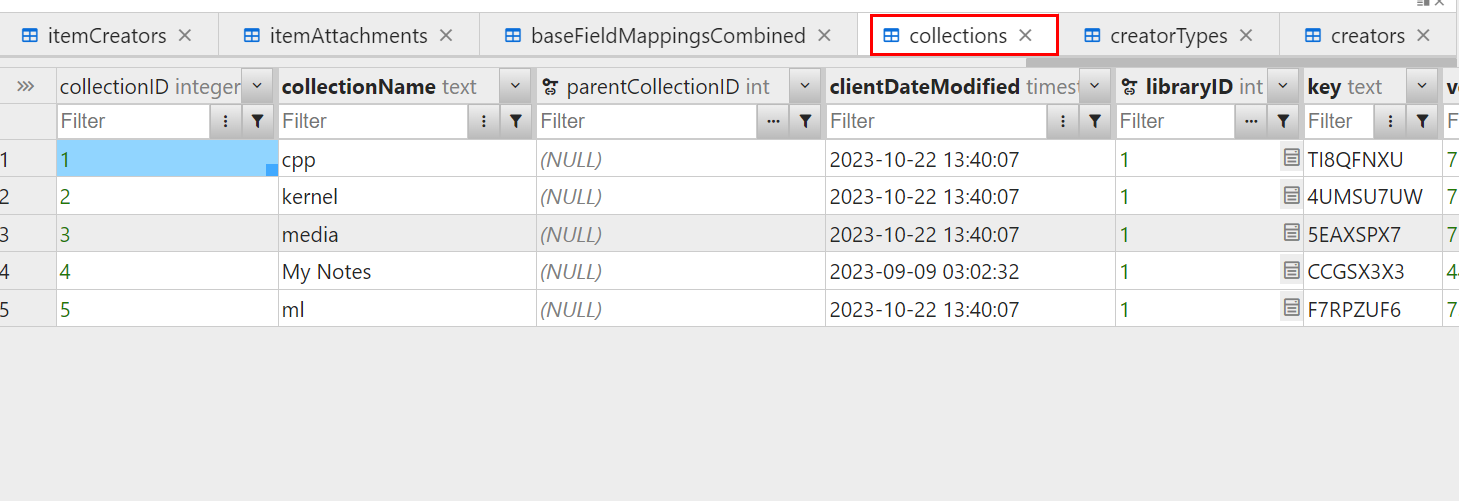 itemCreators itemAttachments baseFieldMappingsCombined collections creatorTypes creators
collectionID integer collectionName text parentCollectionID int clientDateModified timest libraryID int key text
Filter Filter Filter Filter Filter Filter
1 1 cpp (NULL) 2023-10-22 13:40:07 1 TI8QFNXU 7
2 2 kernel (NULL) 2023-10-22 13:40:07 1 4UMSU7UW 7
3 3 media (NULL) 2023-10-22 13:40:07 1 5EAXSPX7 7
4 4 My Notes (NULL) 2023-09-09 03:02:32 1 CCGSX3X3 4
5 5 ml (NULL) 2023-10-22 13:40:07 1 F7RPZUF6 7